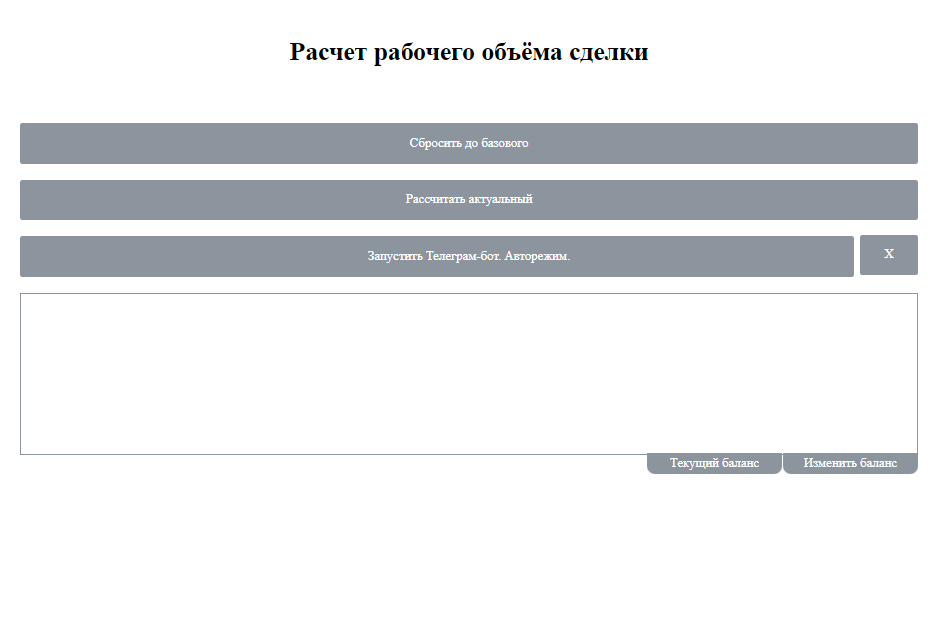 Расчет рабочего объёма сделки
Сбросить до базового
Рассчитать актуальный
Запустить Телеграм-бот. Авторежим.
X
Текущий баланс
Изменить баланс